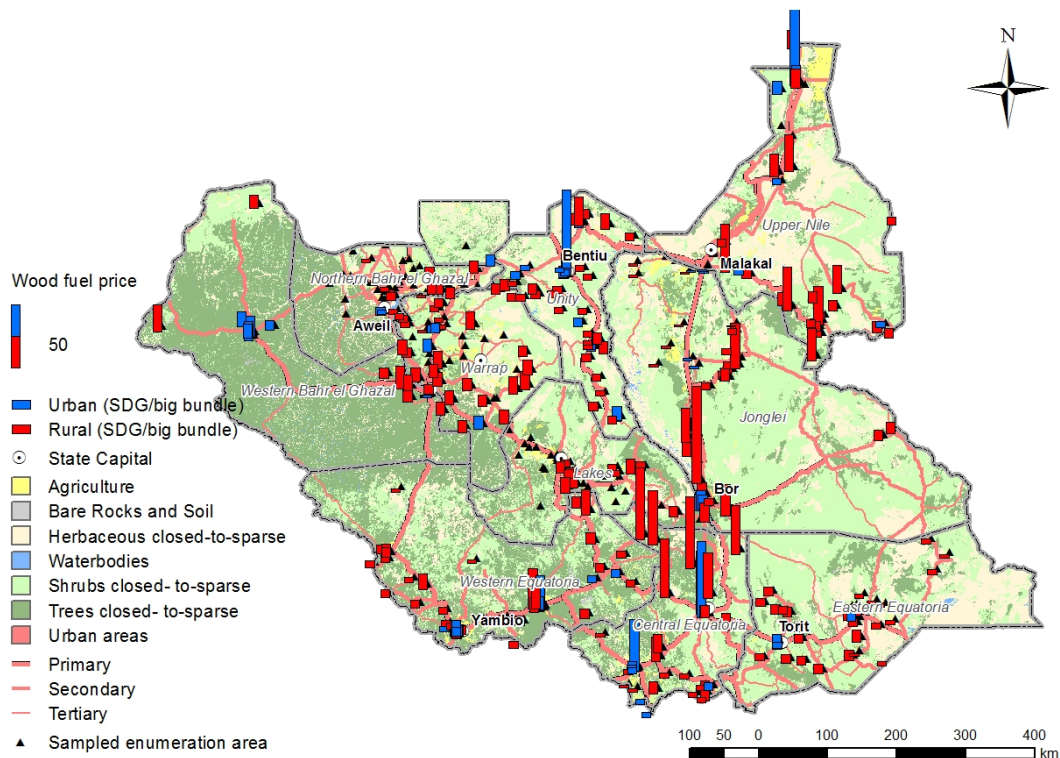 N
Upper Nile
Malakal
Bentiu
Northern Bahr el Ghazal
Unity
Aweil
Warrap
Western Bahr el Ghazal
Jonglei
Lakes
Bor
Western Equatoria
Yambio
Central Equatoria
Torit
Eastern Equatoria
Wood fuel price
50
Urban (SDG/big bundle)
Rural (SDG/big bundle)
State Capital
Agriculture
Bare Rocks and Soil
Herbaceous closed-to-sparse
Waterbodies
Shrubs closed- to-sparse
Trees closed- to-sparse
Urban areas
Primary
Secondary
Tertiary
Sampled enumeration area
100 50 0 100 200 300 400
km